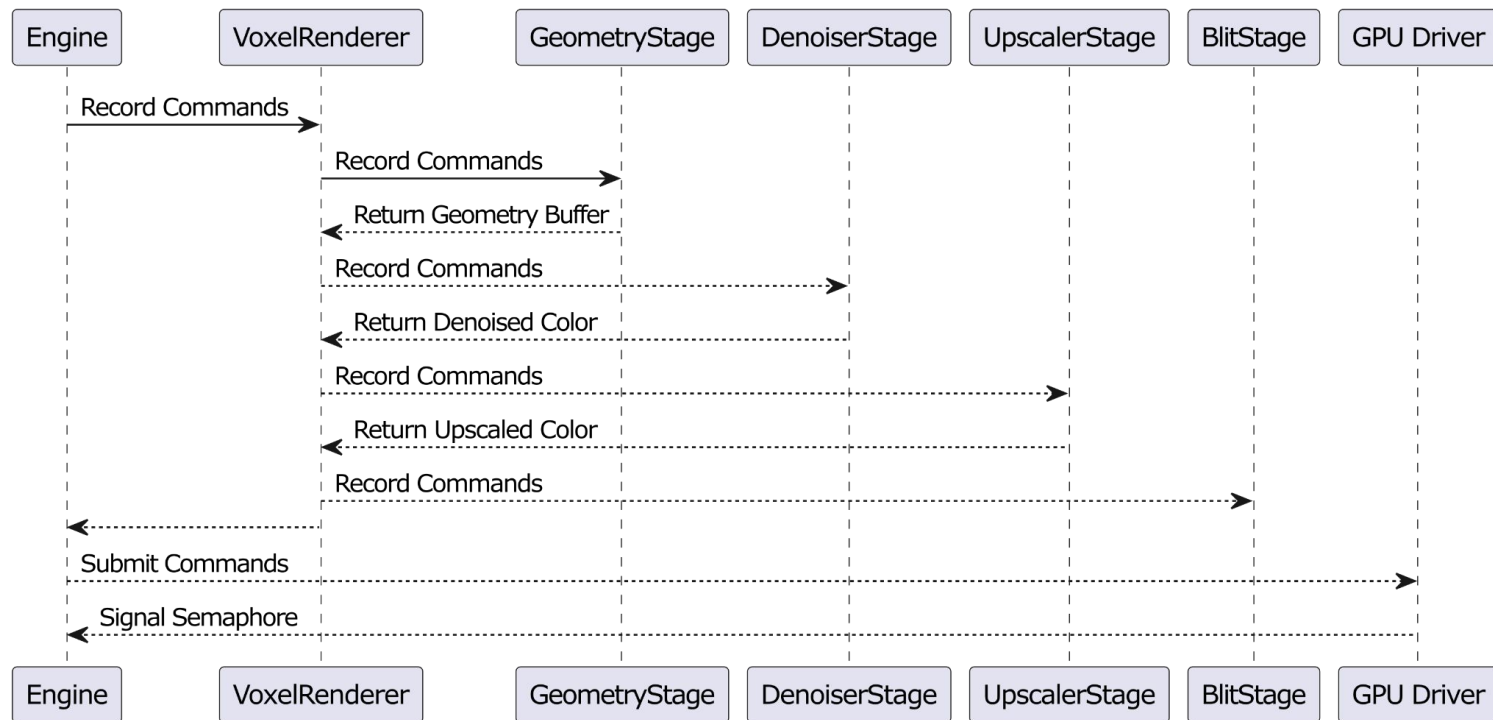 Engine VoxelRenderer GeometryStage DenoiserStage UpscalerStage BlitStage GPU Driver
Record Commands
Record Commands
Return Geometry Buffer
Record Commands
Return Denoised Color
Record Commands
Return Upscaled Color
Record Commands
Submit Commands
Signal Semaphore
Engine VoxelRenderer GeometryStage DenoiserStage UpscalerStage BlitStage GPU Driver